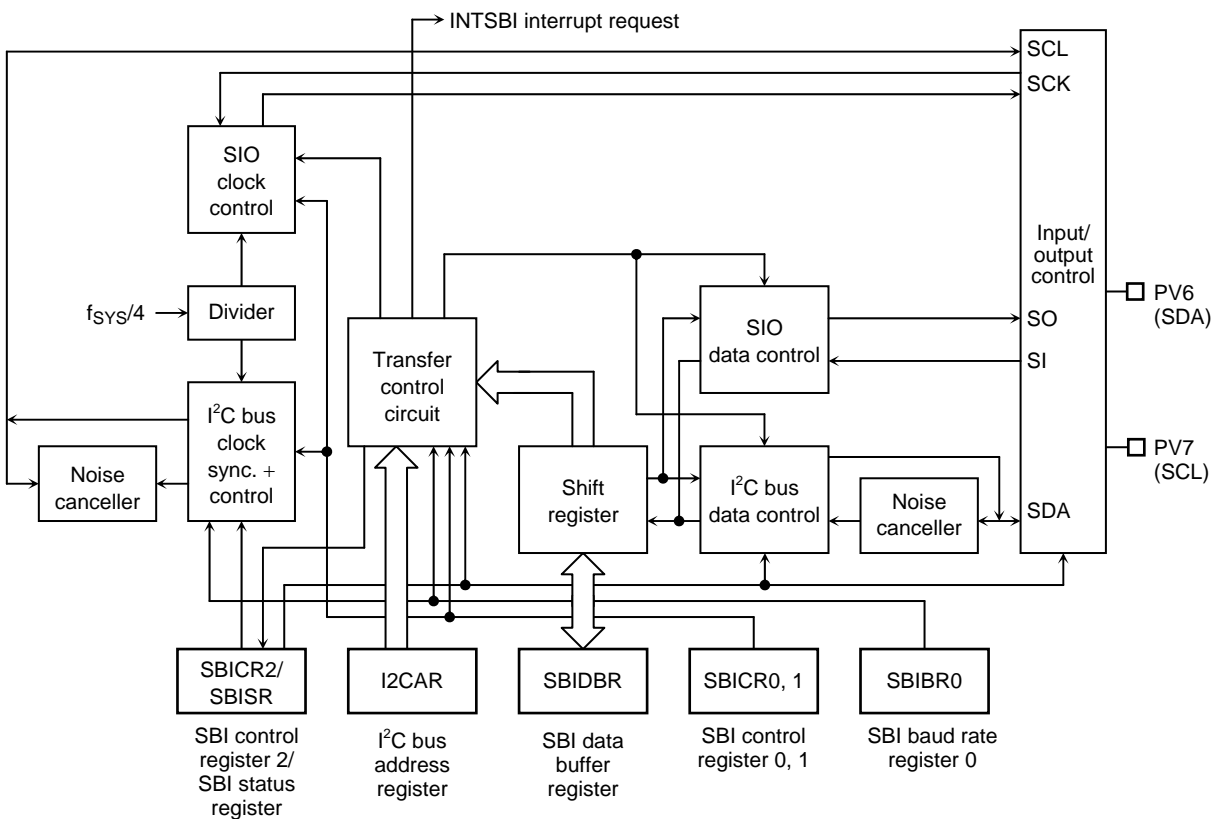 INTSBI interrupt request
SCL
SCK
SIO
clock
control
Input/
output
control
fSYS/4
Divider
PV6
(SDA)
SIO
data control
SO
SI
Transfer
control
circuit
I²C bus
clock
sync. +
control
Noise
canceller
Shift
register
I²C bus
data control
Noise
canceller
SDA
PV7
(SCL)
SBICR2/
SBISR
I2CAR
SBIDBR
SBICR0, 1
SBIBR0
SBI control
register 2/
SBI status
register
I²C bus
address
register
SBI data
buffer
register
SBI control
register 0, 1
SBI baud rate
register 0